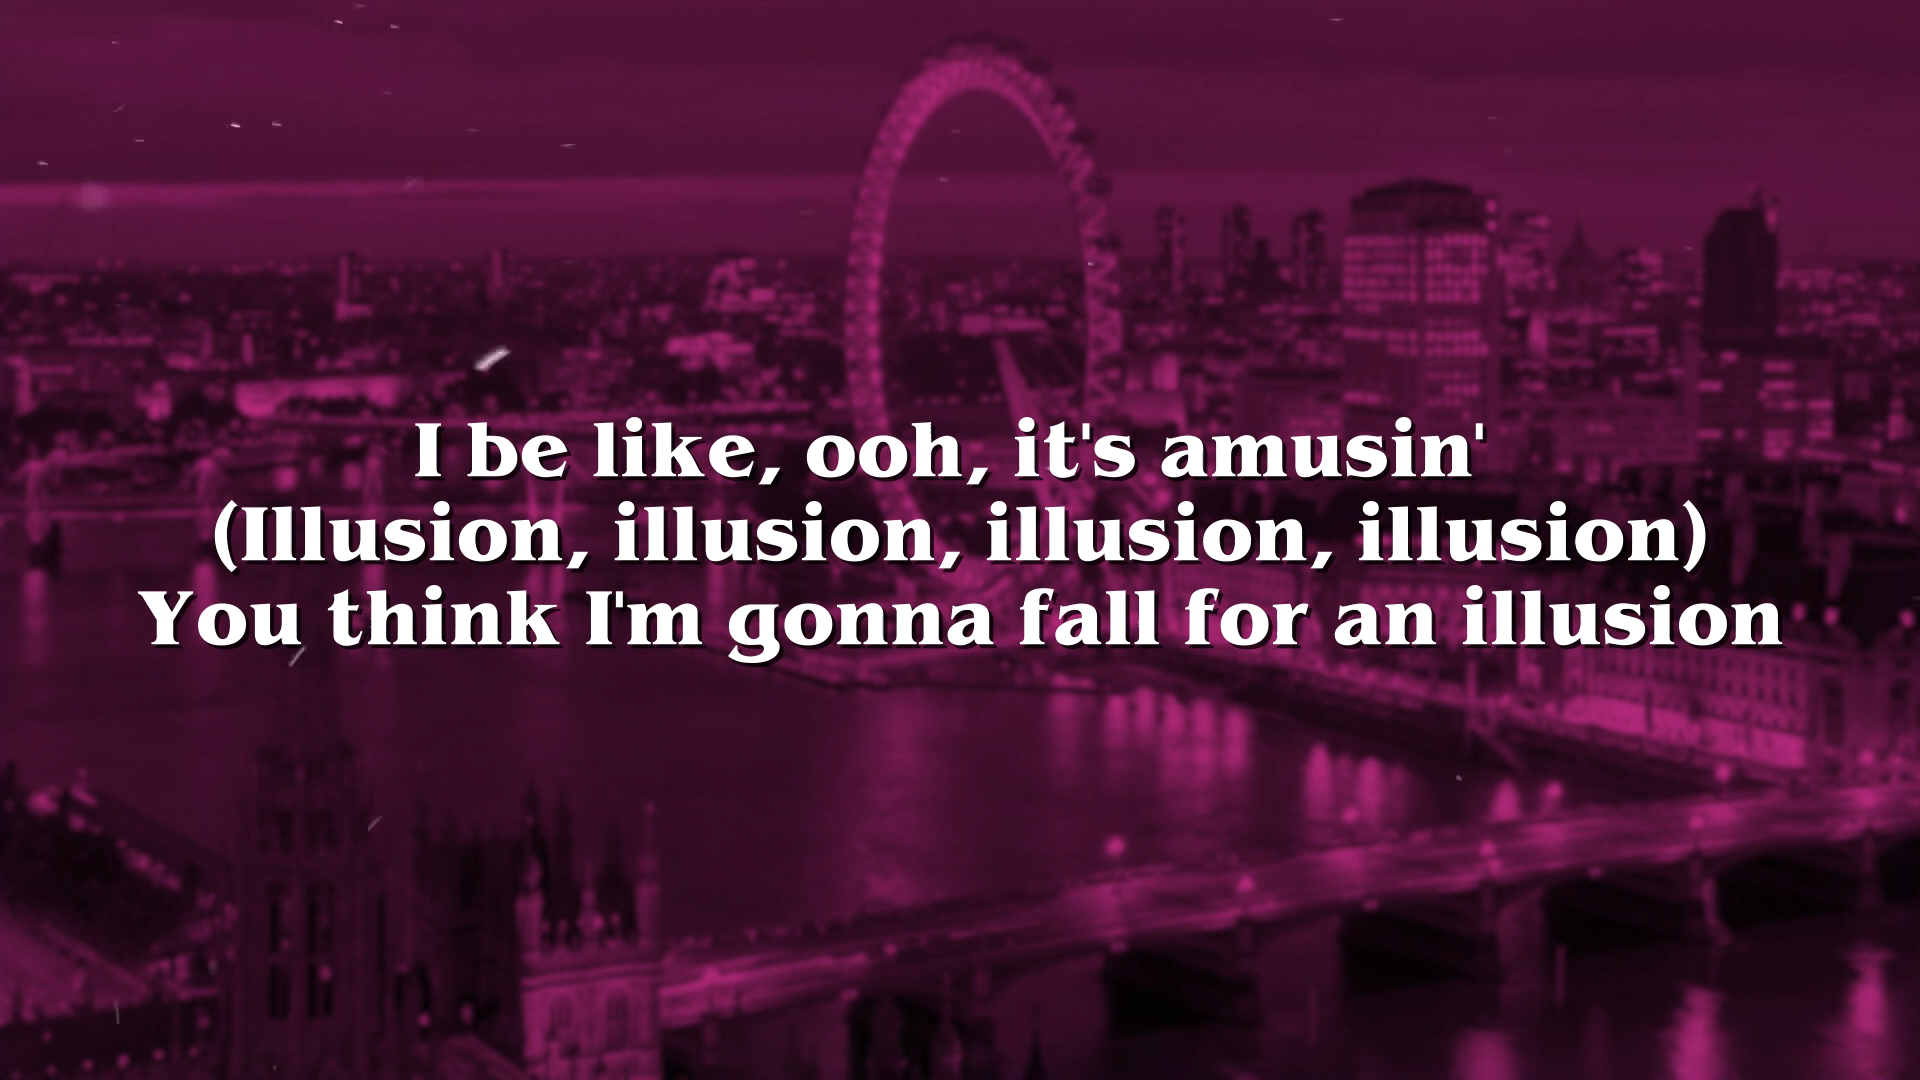 I be like, ooh, it's amusin'
(Illusion, illusion, illusion, illusion)
You think I'm gonna fall for an illusion